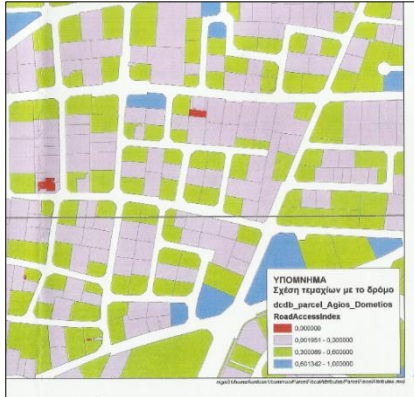 ΥΠΟΜΝΗΜΑ
Σχέση τεμαχίων με το δρόμο
dcdb_parcel_Agios_Dometios
RoadAccessIndex
0,000000
0,001951 - 0,300000
0,300069 - 0,600000
0,601342 - 1,000000